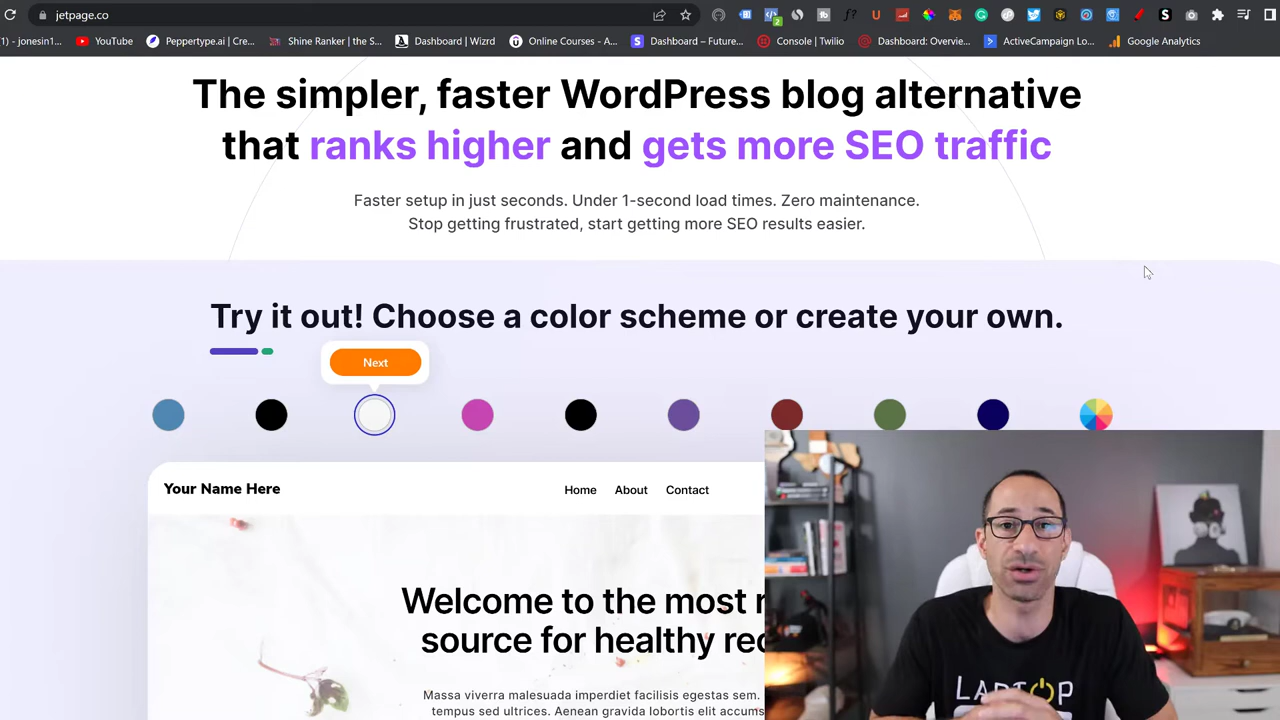 jetpage.co
1) - jonesin1...
YouTube
Peppertype.ai | Cre...
Shine Ranker | the S...
Dashboard | Wizrd
Online Courses - A...
Dashboard – Future...
Console | Twilio
Dashboard: Overvie...
ActiveCampaign Lo...
Google Analytics
The simpler, faster WordPress blog alternative
that ranks higher and gets more SEO traffic
Faster setup in just seconds. Under 1-second load times. Zero maintenance.
Stop getting frustrated, start getting more SEO results easier.
Try it out! Choose a color scheme or create your own.
Next
Your Name Here
Home About Contact
Welcome to the most
source for healthy
Massa viverra malesuada imperdiet facilisis egestas sem.
tempus sed ultrices. Aenean gravida lobortis elit accums
LAPTOP